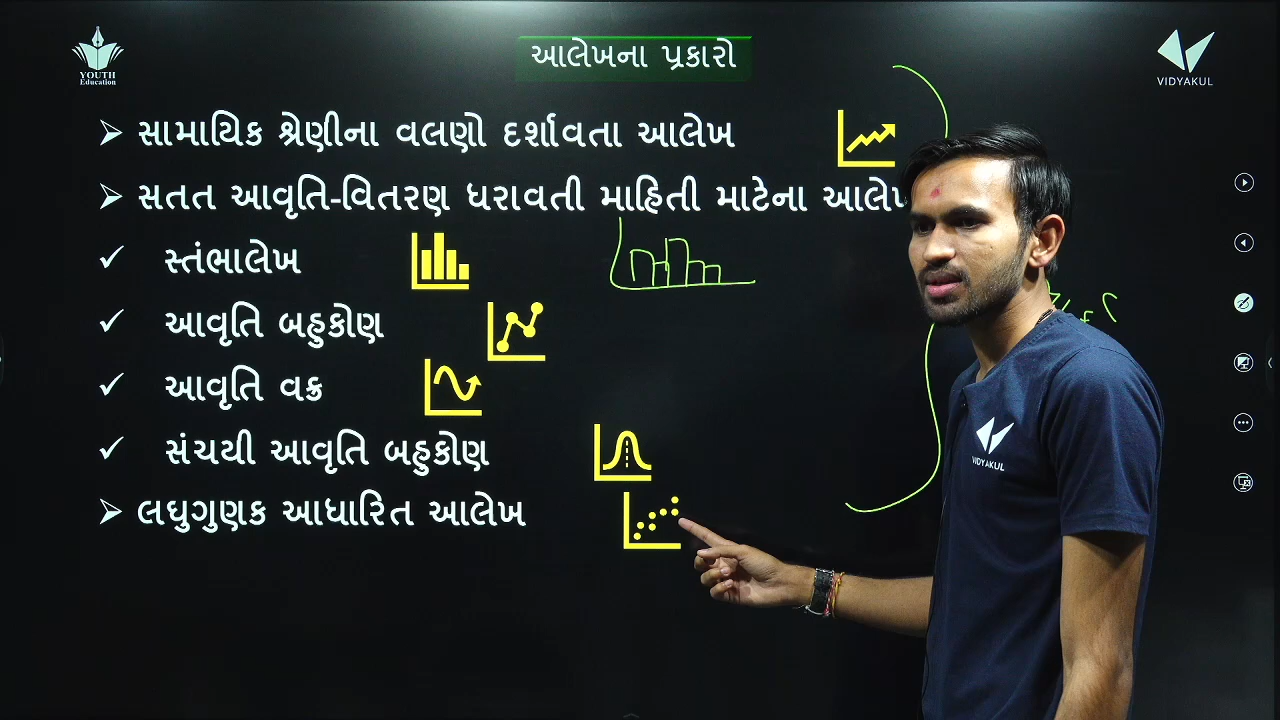 YOUTH
Education
આલેખના પ્રકારો
VIDYAKUL
➢ સામાયિક શ્રેણીના વલણો દર્શાવતા આલેખ
➢ સતત આવૃતિ-વિતરણ ધરાવતી માહિતી માટેના
✓ સ્તંભાલેખ
✓ આવૃતિ બહુકોણ
✓ આવૃતિ વક્ર
✓ સંચયી આવૃતિ બહુકોણ
➢ લઘુગુણક આધારિત આલેખ
VIDYAKUL